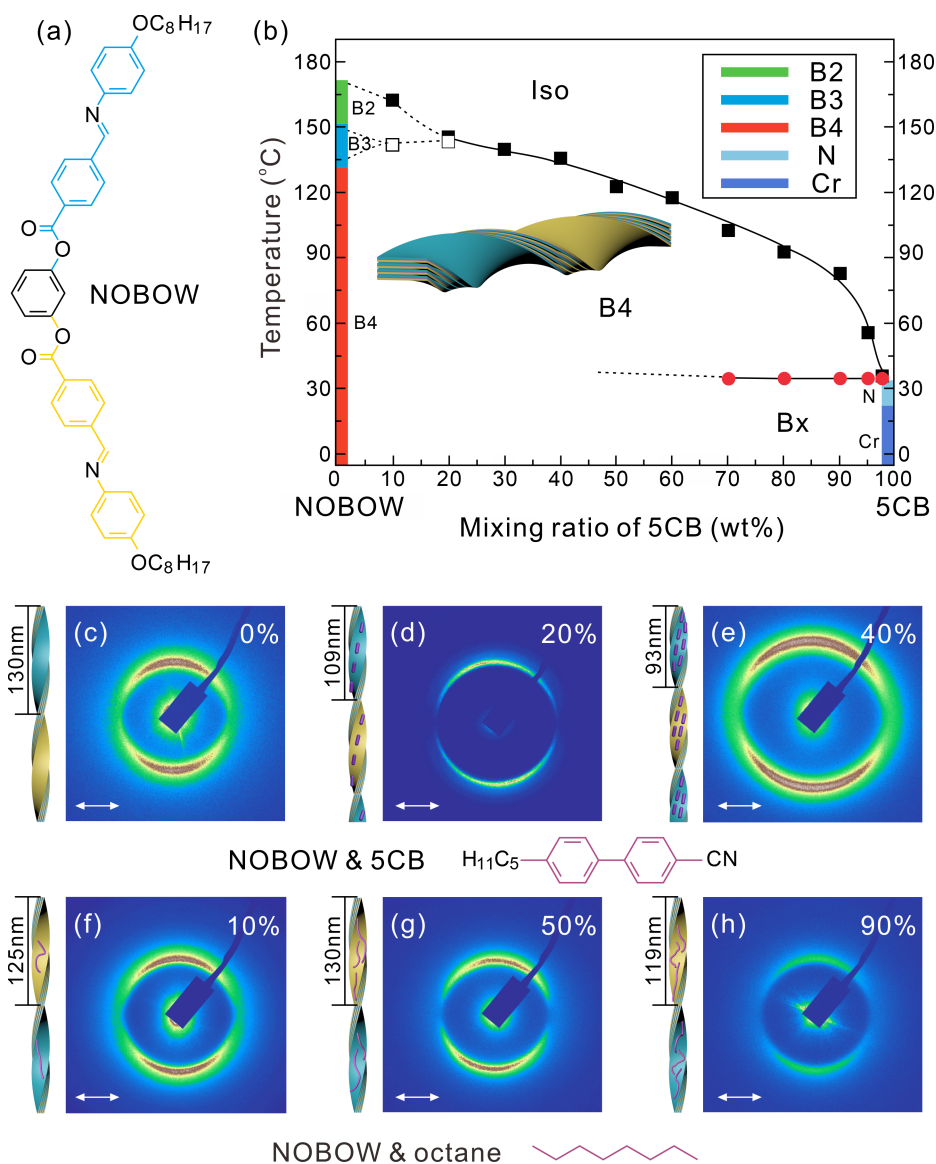 (a)
OC8H17
N
O
O
NOBOW
O
O
N
OC8H17
(b)
180
150
120
90
60
30
0
Temperature (°C)
B2
B3
B4
Iso
B2
B3
B4
N
Cr
B4
Bx
N
Cr
180
150
120
90
60
30
0
0 10 20 30 40 50 60 70 80 90 100
NOBOW
5CB
Mixing ratio of 5CB (wt%)
130nm
(c) 0%
109nm
(d) 20%
93nm
(e) 40%
NOBOW & 5CB
H11C5
CN
125nm
(f) 10%
130nm
(g) 50%
119nm
(h) 90%
NOBOW & octane